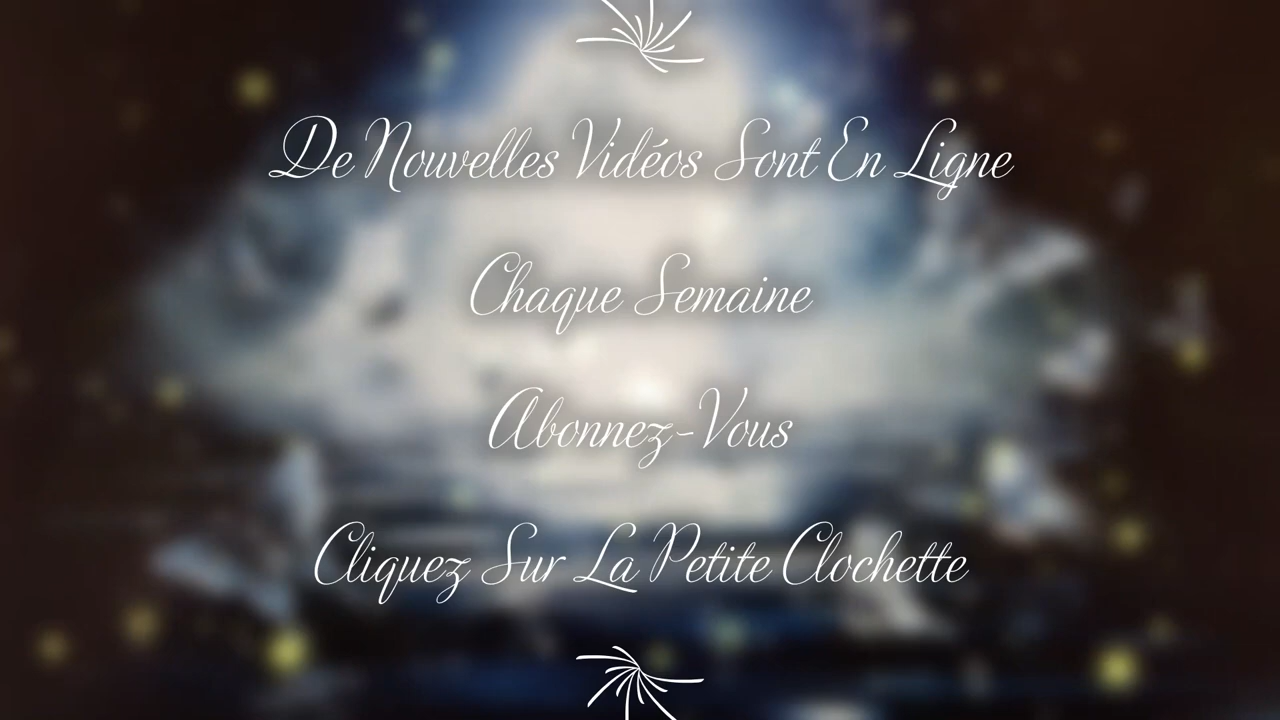 De Nouvelles Vidéos Sont En Ligne
Chaque Semaine
Abonnez-Vous
Cliquez Sur La Petite Clochette